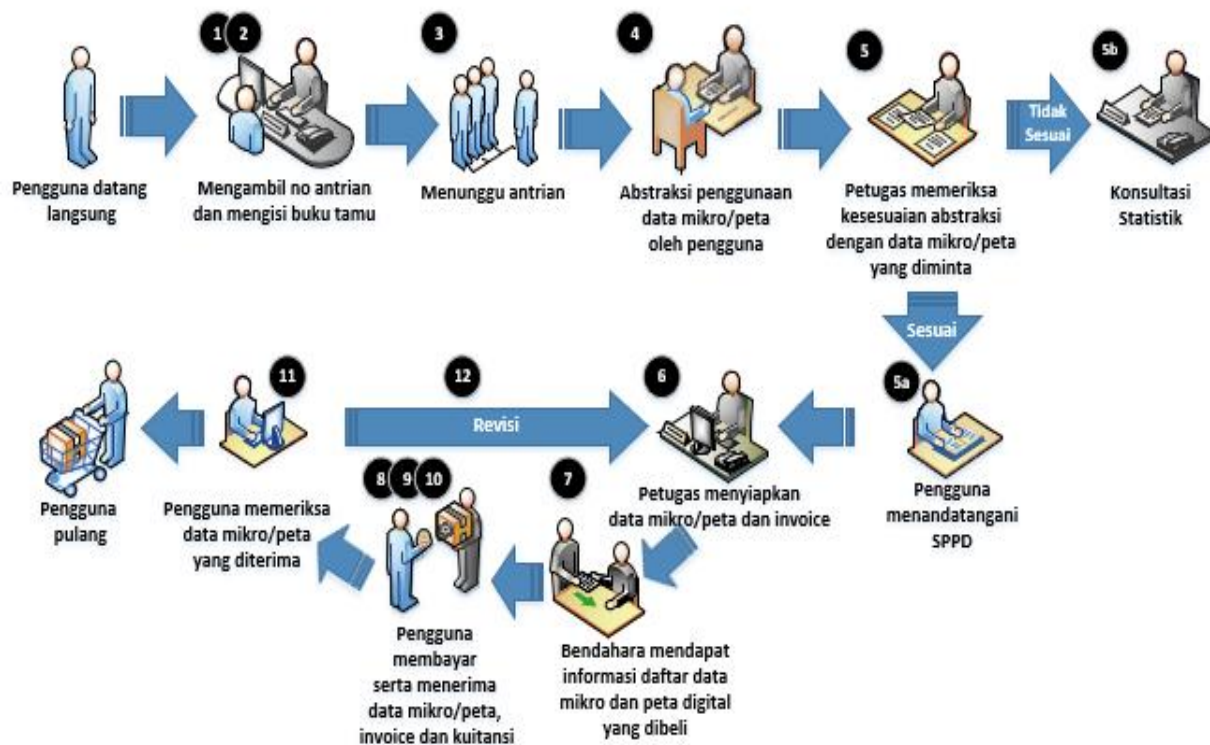 1 2
3
4
5
5b
Pengguna datang
langsung
Mengambil no antrian
dan mengisi buku tamu
Menunggu antrian
Abstraksi penggunaan
data mikro/peta
oleh pengguna
Petugas memeriksa
kesesuaian abstraksi
dengan data mikro/peta
yang diminta
Tidak
Sesuai
Konsultasi
Statistik
Sesuai
5a
Pengguna
menandatangani
SPPD
6
Petugas menyiapkan
data mikro/peta dan invoice
7
Bendahara mendapat
informasi daftar data
mikro dan peta digital
yang dibeli
8 9 10
Pengguna
membayar
serta menerima
data mikro/peta,
invoice dan kuitansi
11
Pengguna memeriksa
data mikro/peta
yang diterima
12
Revisi
Pengguna
pulang